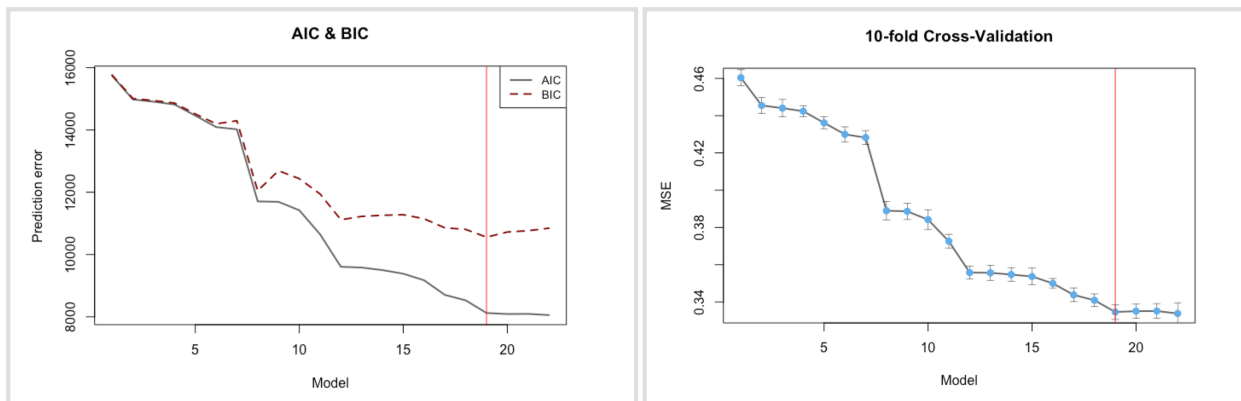 AIC & BIC
AIC
BIC
Prediction error
16000
14000
12000
10000
8000
5
10
15
20
Model
10-fold Cross-Validation
MSE
0.46
0.42
0.38
0.34
5
10
15
20
Model